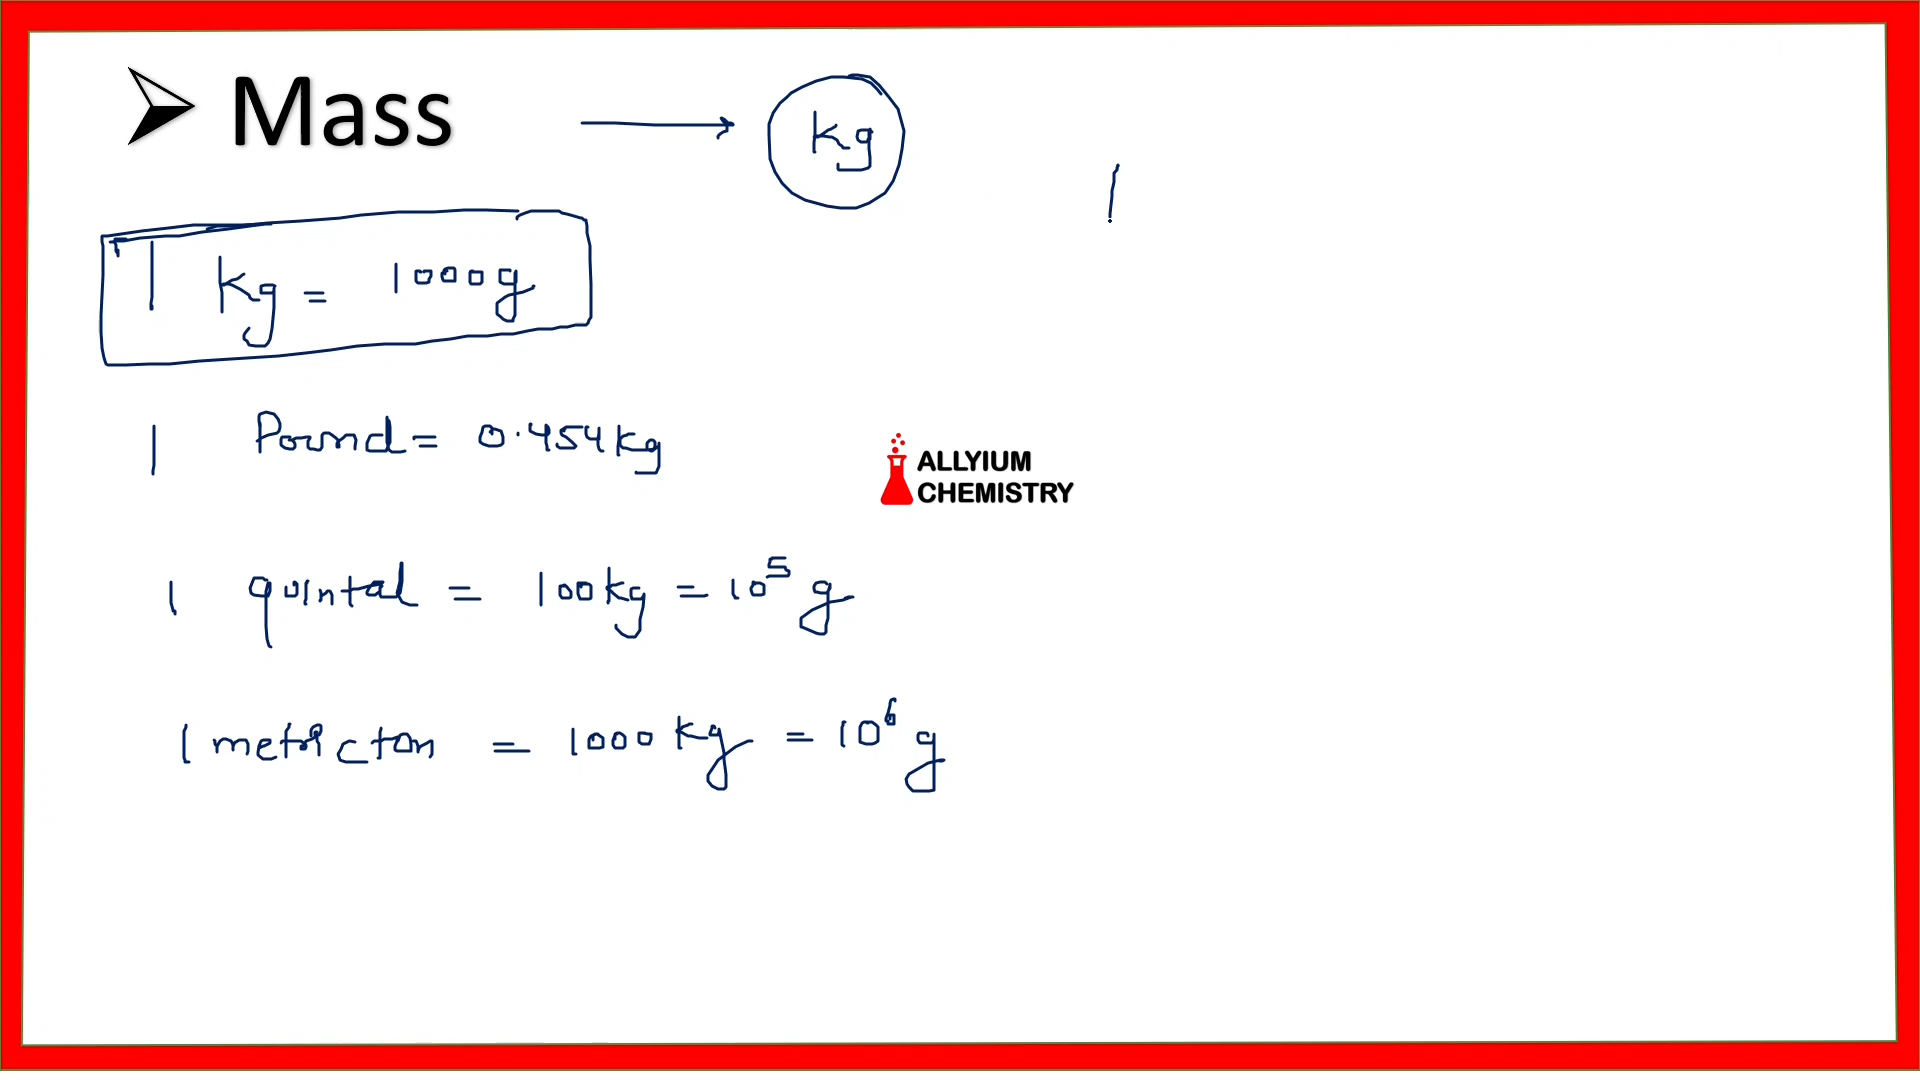 ➢ Mass → kg
1
1 kg = 1000g
1 Pound = 0.454 kg
ALLYIUM
CHEMISTRY
1 quintal = 100kg = 10⁵ g
1 metric ton = 1000 kg = 10⁶ g